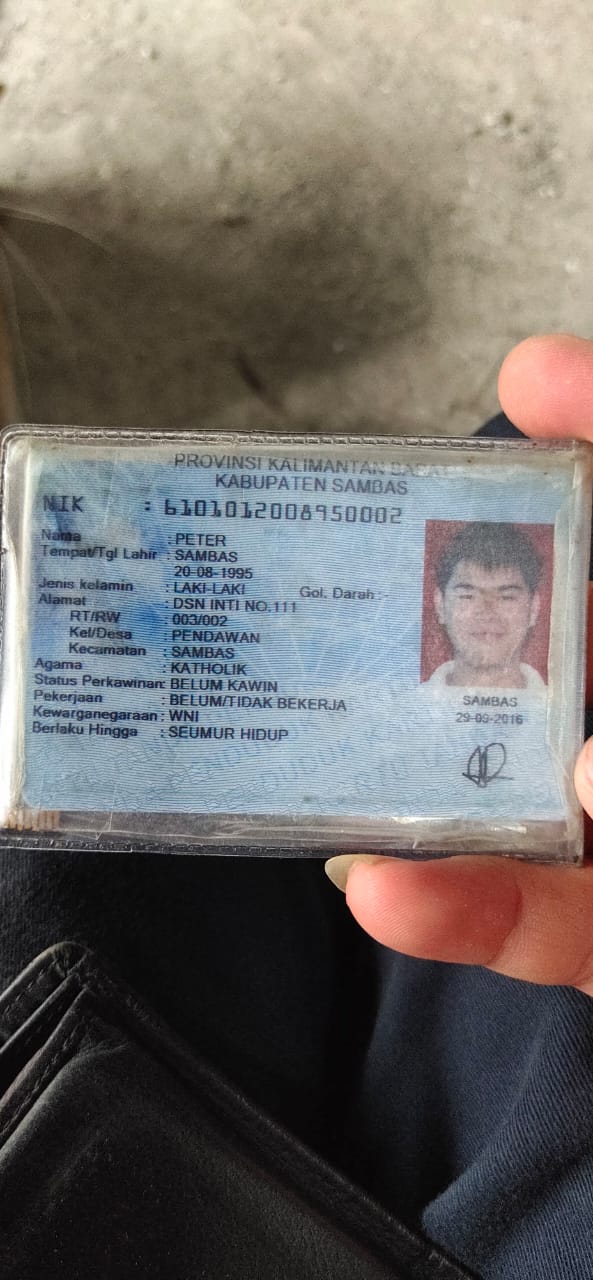 PROVINSI KALIMANTAN BARAT
KABUPATEN SAMBAS
NIK : 6101012008950002
Nama : PETER
Tempat/Tgl Lahir : SAMBAS
20-08-1995
Jenis kelamin : LAKI-LAKI Gol. Darah : -
Alamat : DSN INTI NO.111
RT/RW : 003/002
Kel/Desa : PENDAWAN
Kecamatan : SAMBAS
Agama : KATHOLIK
Status Perkawinan: BELUM KAWIN
Pekerjaan : BELUM/TIDAK BEKERJA
Kewarganegaraan : WNI
Berlaku Hingga : SEUMUR HIDUP
SAMBAS
29-09-2016